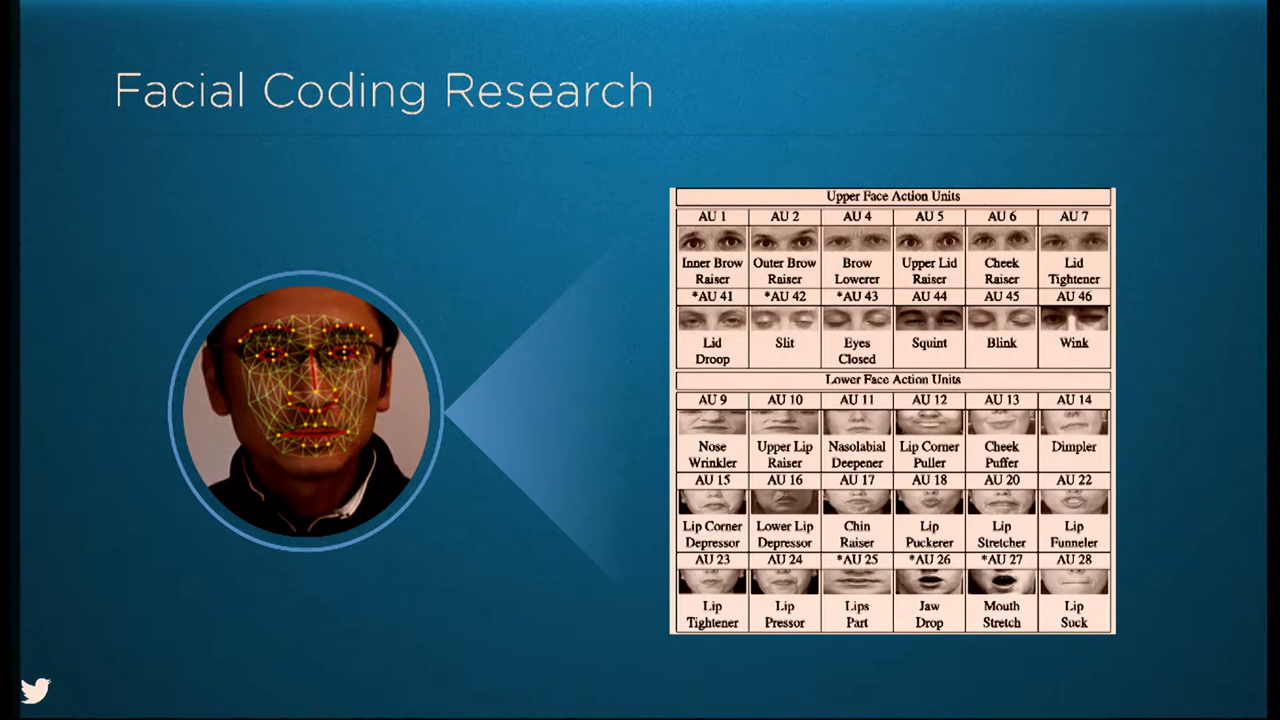 Facial Coding Research
Upper Face Action Units
AU 1 AU 2 AU 4 AU 5 AU 6 AU 7
Inner Brow Outer Brow Brow Upper Lid Cheek Lid
Raiser Raiser Lowerer Raiser Raiser Tightener
*AU 41 *AU 42 *AU 43 AU 44 AU 45 AU 46
Lid Slit Eyes Squint Blink Wink
Droop Closed
Lower Face Action Units
AU 9 AU 10 AU 11 AU 12 AU 13 AU 14
Nose Upper Lip Nasolabial Lip Corner Cheek Dimpler
Wrinkler Raiser Deepener Puller Puffer
AU 15 AU 16 AU 17 AU 18 AU 20 AU 22
Lip Corner Lower Lip Chin Lip Lip Lip
Depressor Depressor Raiser Puckerer Stretcher Funneler
AU 23 AU 24 *AU 25 *AU 26 *AU 27 AU 28
Lip Lip Lips Jaw Mouth Lip
Tightener Pressor Part Drop Stretch Suck